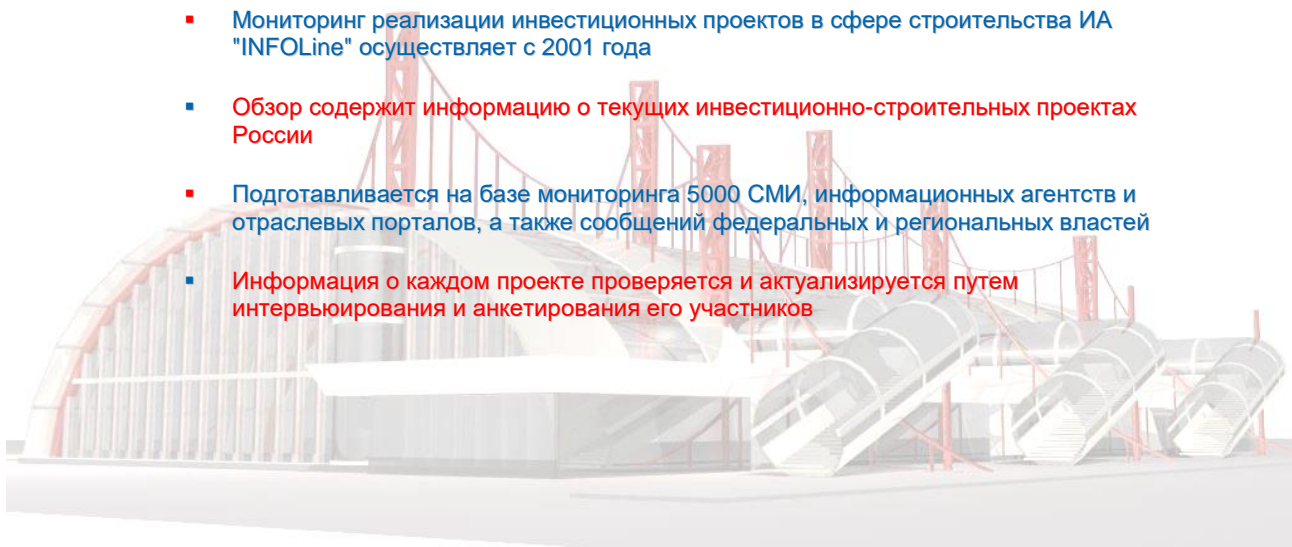 ▪ Мониторинг реализации инвестиционных проектов в сфере строительства ИА
"INFOLine" осуществляет с 2001 года
▪ Обзор содержит информацию о текущих инвестиционно-строительных проектах
России
▪ Подготавливается на базе мониторинга 5000 СМИ, информационных агентств и
отраслевых порталов, а также сообщений федеральных и региональных властей
▪ Информация о каждом проекте проверяется и актуализируется путем
интервьюирования и анкетирования его участников